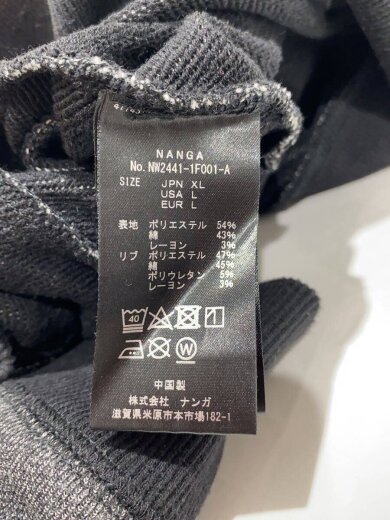 NANGA
No. NW2441-1F001-A
SIZE JPN XL
USA L
EUR L
表地 ポリエステル 54%
綿 43%
レーヨン 3%
リブ ポリエステル 47%
綿 45%
ポリウレタン 5%
レーヨン 3%
40
W
中国製
株式会社 ナンガ
滋賀県米原市本市場182-1